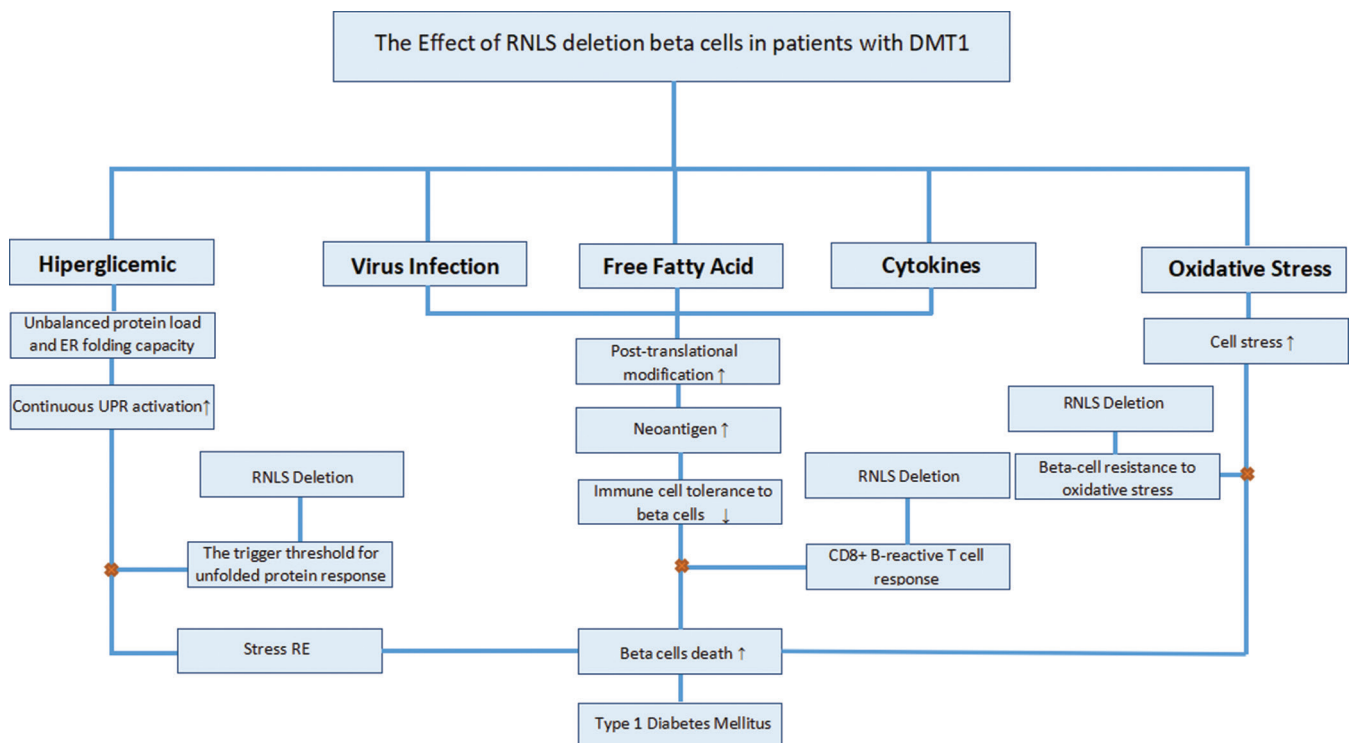 The Effect of RNLS deletion beta cells in patients with DMT1
Hiperglicemic
Virus Infection
Free Fatty Acid
Cytokines
Oxidative Stress
Unbalanced protein load
and ER folding capacity
Continuous UPR activation↑
Post-translational
modification ↑
Neoantigen ↑
Immune cell tolerance to
beta cells ↓
Cell stress ↑
RNLS Deletion
Beta-cell resistance to
oxidative stress
RNLS Deletion
The trigger threshold for
unfolded protein response
RNLS Deletion
CD8+ B-reactive T cell
response
Stress RE
Beta cells death ↑
Type 1 Diabetes Mellitus